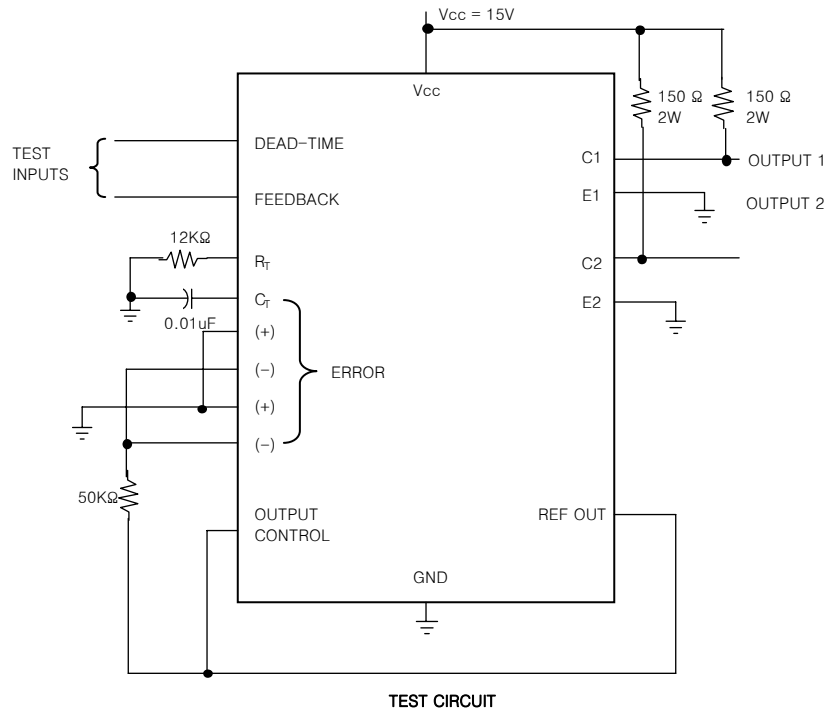 Vcc = 15V
Vcc
150 Ω
2W
150 Ω
2W
TEST
INPUTS
DEAD-TIME
FEEDBACK
C1
OUTPUT 1
E1
OUTPUT 2
12KΩ
RT
C2
CT
0.01uF
E2
(+)
(-)
ERROR
(+)
(-)
50KΩ
OUTPUT
CONTROL
REF OUT
GND
TEST CIRCUIT